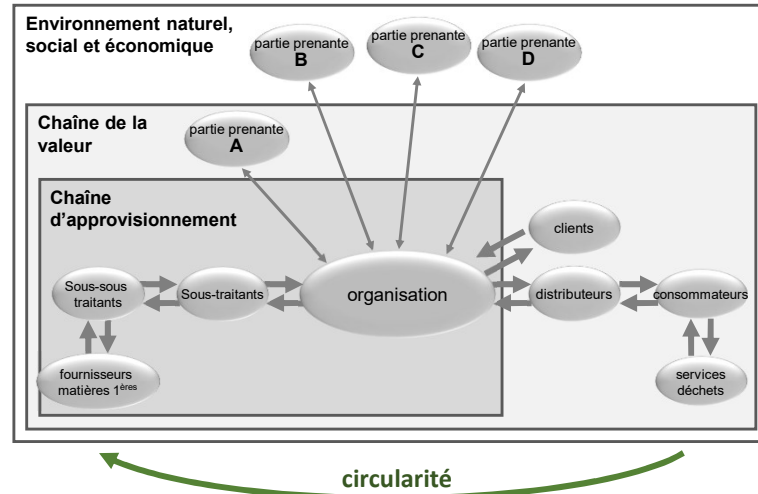 Environnement naturel,
social et économique
partie prenante
B
partie prenante
C
partie prenante
D
Chaîne de la
valeur
partie prenante
A
Chaîne
d'approvisionnement
clients
Sous-sous
traitants
Sous-traitants
organisation
distributeurs
consommateurs
fournisseurs
matières 1ères
services
déchets
circularité